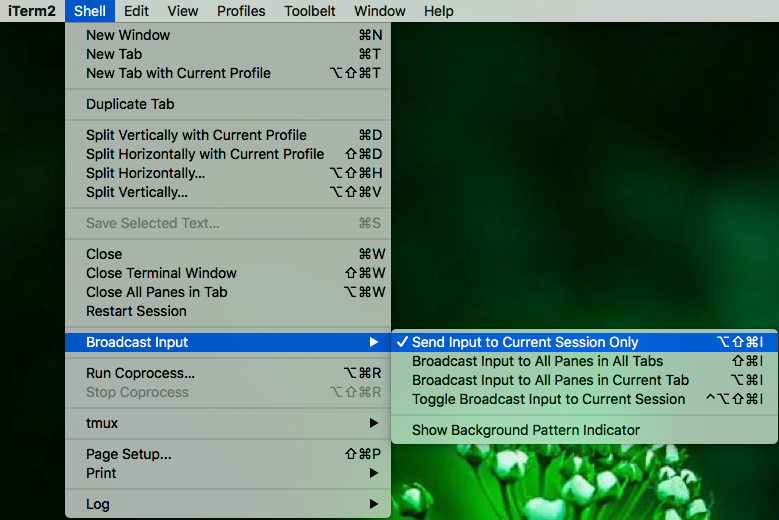 iTerm2 Shell Edit View Profiles Toolbelt Window Help
New Window ⌘N
New Tab ⌘T
New Tab with Current Profile ⌥⇧⌘T
Duplicate Tab
Split Vertically with Current Profile ⌘D
Split Horizontally with Current Profile ⇧⌘D
Split Horizontally... ⌥⇧⌘H
Split Vertically... ⌥⇧⌘V
Save Selected Text... ⌘S
Close ⌘W
Close Terminal Window ⇧⌘W
Close All Panes in Tab ⌥⌘W
Restart Session
Broadcast Input ▶
✓ Send Input to Current Session Only ⌥⇧⌘I
Broadcast Input to All Panes in All Tabs ⇧⌘I
Broadcast Input to All Panes in Current Tab ⌥⌘I
Toggle Broadcast Input to Current Session ^⌥⇧⌘I
Show Background Pattern Indicator
Run Coprocess... ⌥⌘R
Stop Coprocess ⌥⇧⌘R
tmux ▶
Page Setup... ⇧⌘P
Print ▶
Log ▶